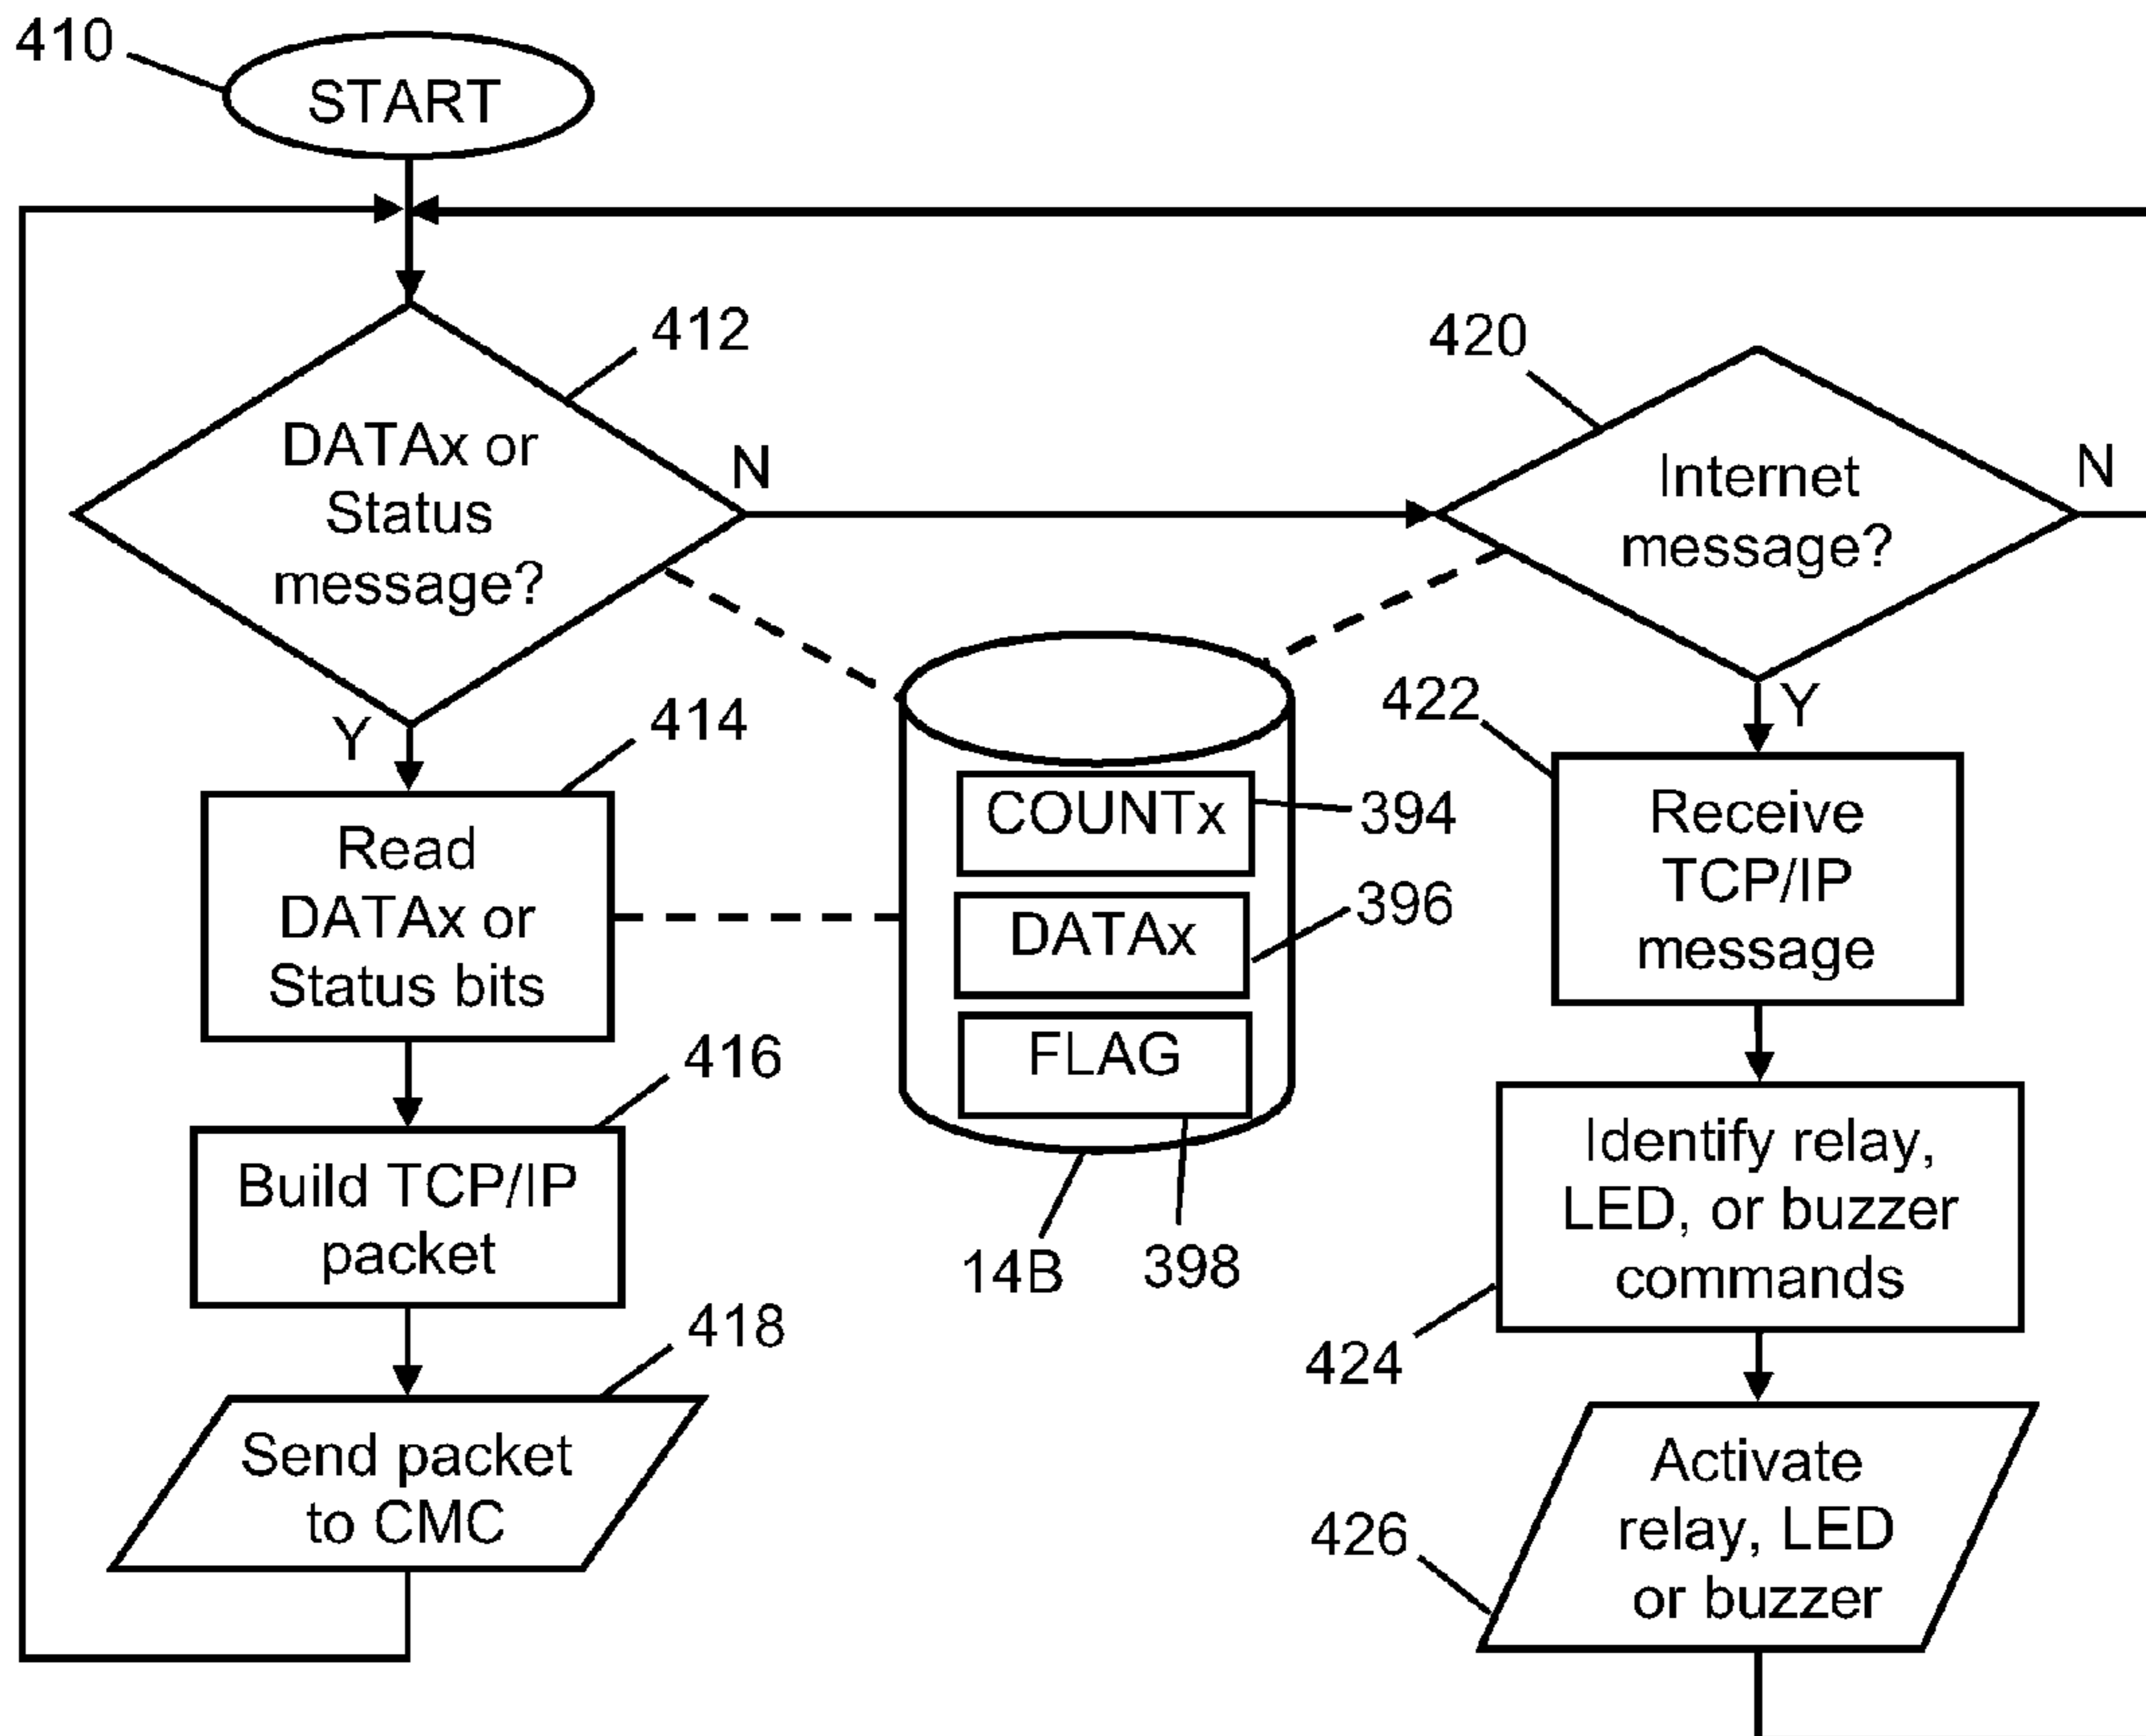 410
START
412
DATAx or
Status
message?
N
Y
414
Read
DATAx or
Status bits
416
Build TCP/IP
packet
418
Send packet
to CMC
COUNTx
394
DATAx
396
FLAG
14B
398
420
Internet
message?
N
Y
422
Receive
TCP/IP
message
Identify relay,
LED, or buzzer
commands
424
Activate
relay, LED
or buzzer
426